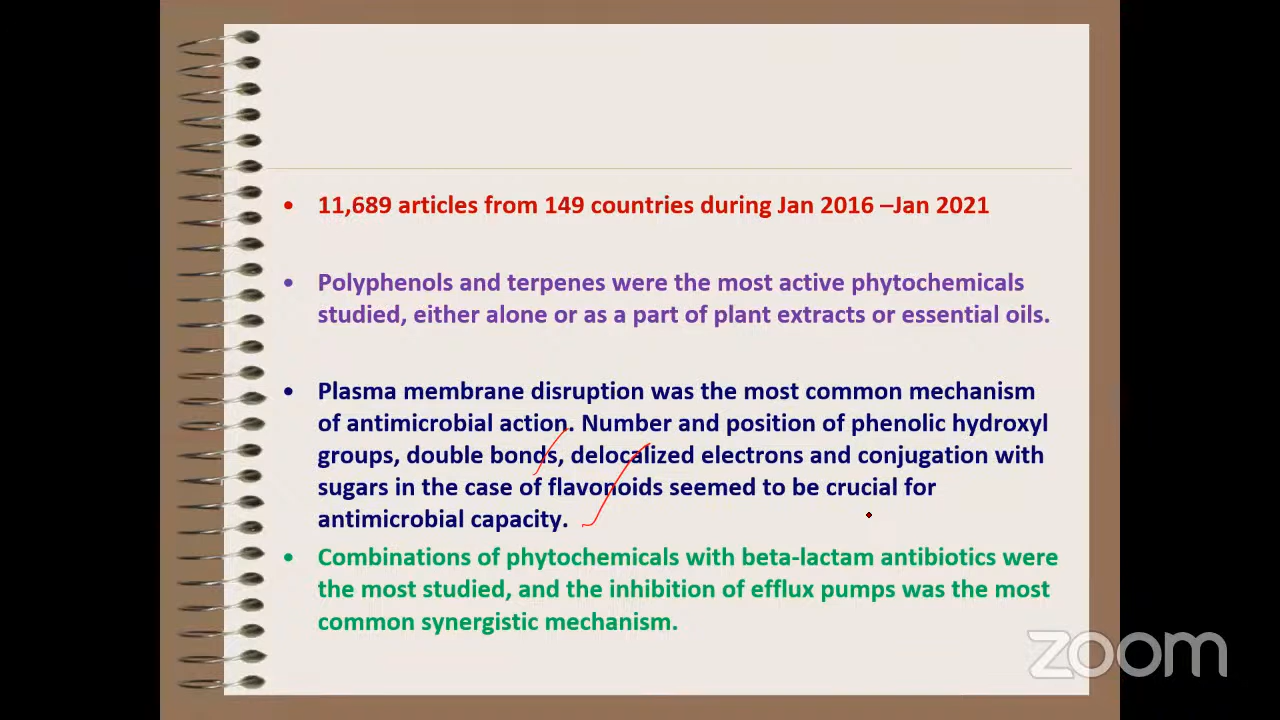 • 11,689 articles from 149 countries during Jan 2016 –Jan 2021
• Polyphenols and terpenes were the most active phytochemicals
studied, either alone or as a part of plant extracts or essential oils.
• Plasma membrane disruption was the most common mechanism
of antimicrobial action. Number and position of phenolic hydroxyl
groups, double bonds, delocalized electrons and conjugation with
sugars in the case of flavonoids seemed to be crucial for
antimicrobial capacity.
• Combinations of phytochemicals with beta-lactam antibiotics were
the most studied, and the inhibition of efflux pumps was the most
common synergistic mechanism.
zoom